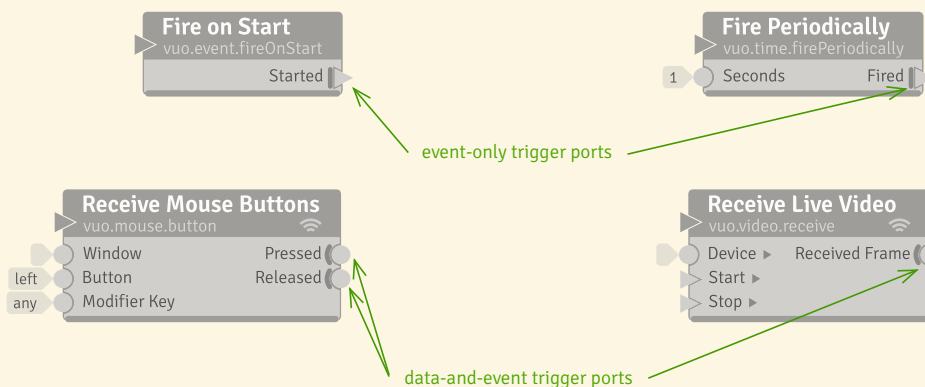 Fire on Start
vuo.event.fireOnStart
Started
Fire Periodically
vuo.time.firePeriodically
1 Seconds Fired
event-only trigger ports
Receive Mouse Buttons
vuo.mouse.button
Window Pressed
left Button Released
any Modifier Key
Receive Live Video
vuo.video.receive
Device Received Frame
Start
Stop
data-and-event trigger ports